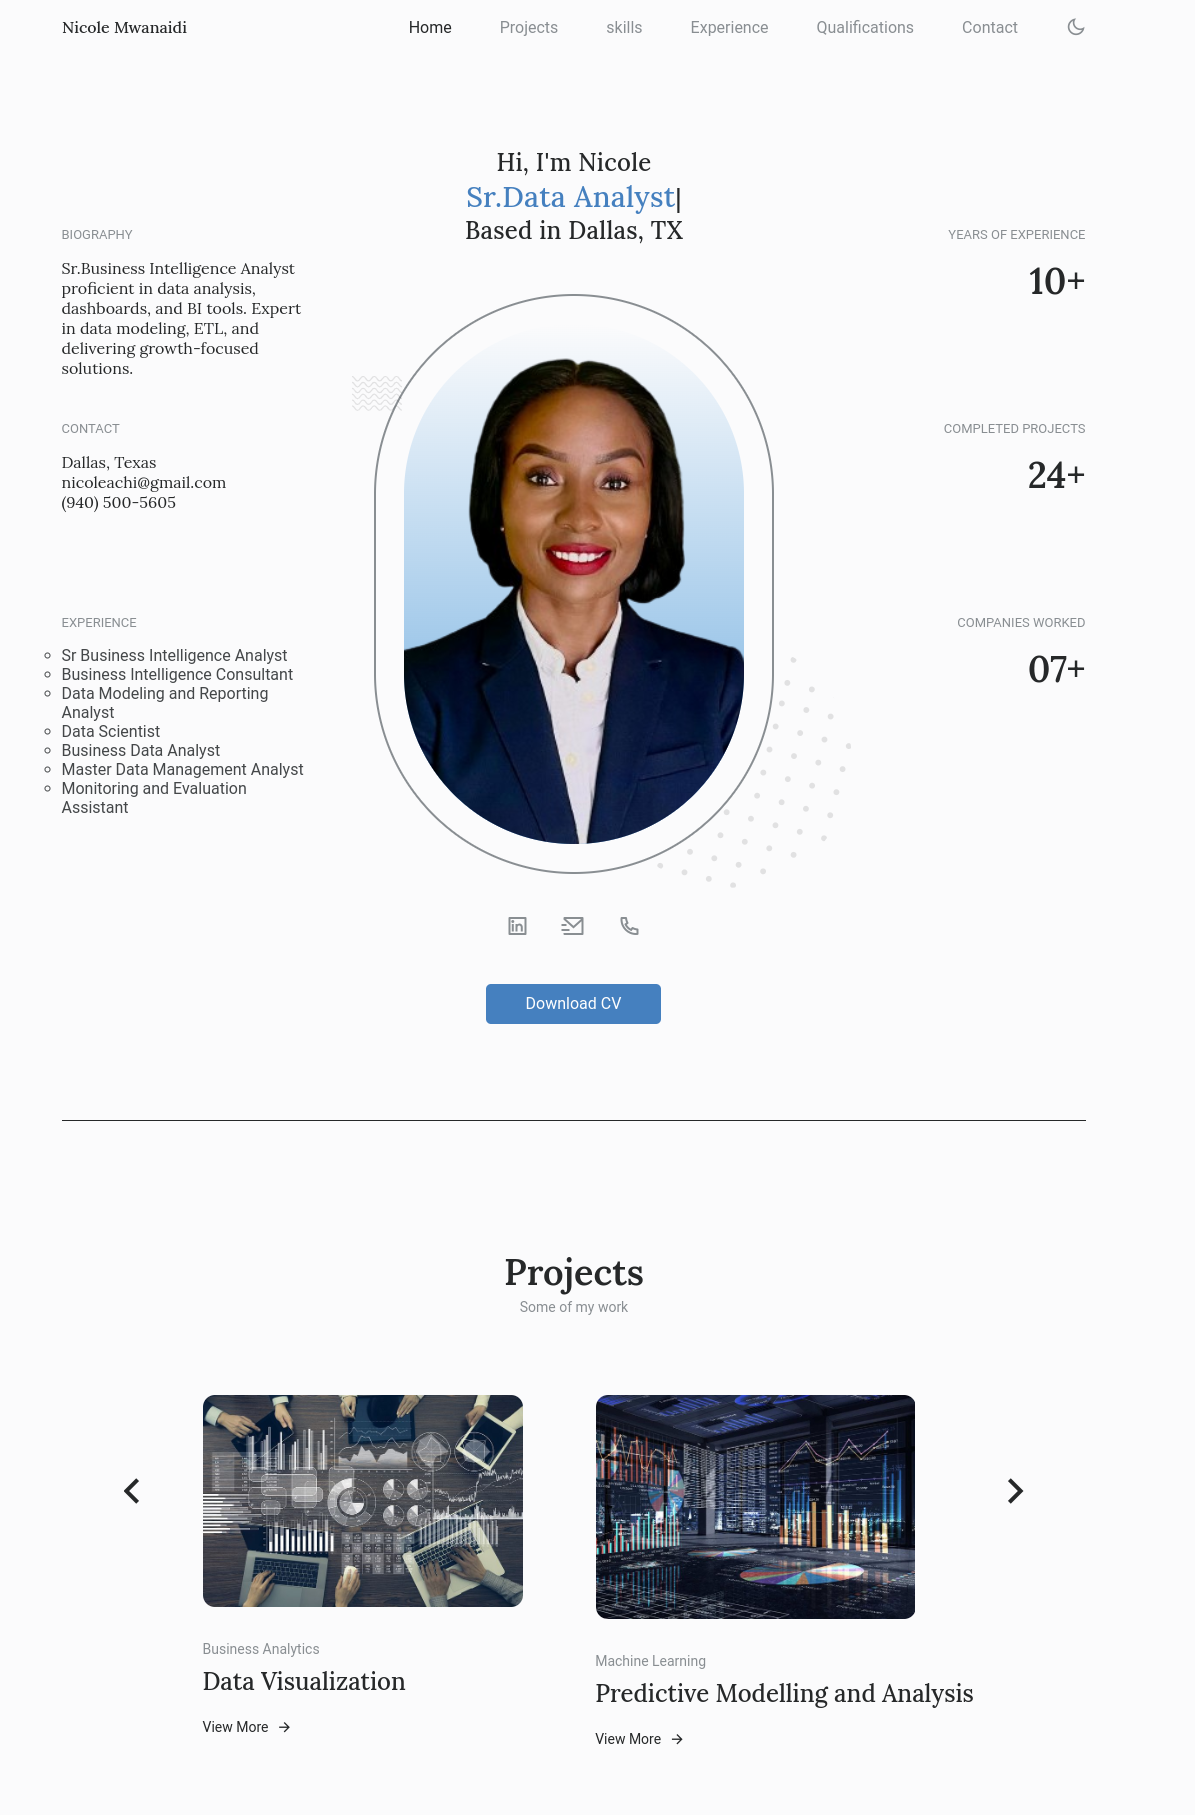 Nicole Mwanaidi
Home
Projects
skills
Experience
Qualifications
Contact
Hi, I'm Nicole
Sr.Data Analyst|
Based in Dallas, TX
BIOGRAPHY
Sr.Business Intelligence Analyst
proficient in data analysis,
dashboards, and BI tools. Expert
in data modeling, ETL, and
delivering growth-focused
solutions.
CONTACT
Dallas, Texas
nicoleachi@gmail.com
(940) 500-5605
EXPERIENCE
Sr Business Intelligence Analyst
Business Intelligence Consultant
Data Modeling and Reporting
Analyst
Data Scientist
Business Data Analyst
Master Data Management Analyst
Monitoring and Evaluation
Assistant
YEARS OF EXPERIENCE
10+
COMPLETED PROJECTS
24+
COMPANIES WORKED
07+
in
Download CV
Projects
Some of my work
Business Analytics
Data Visualization
View More
Machine Learning
Predictive Modelling and Analysis
View More